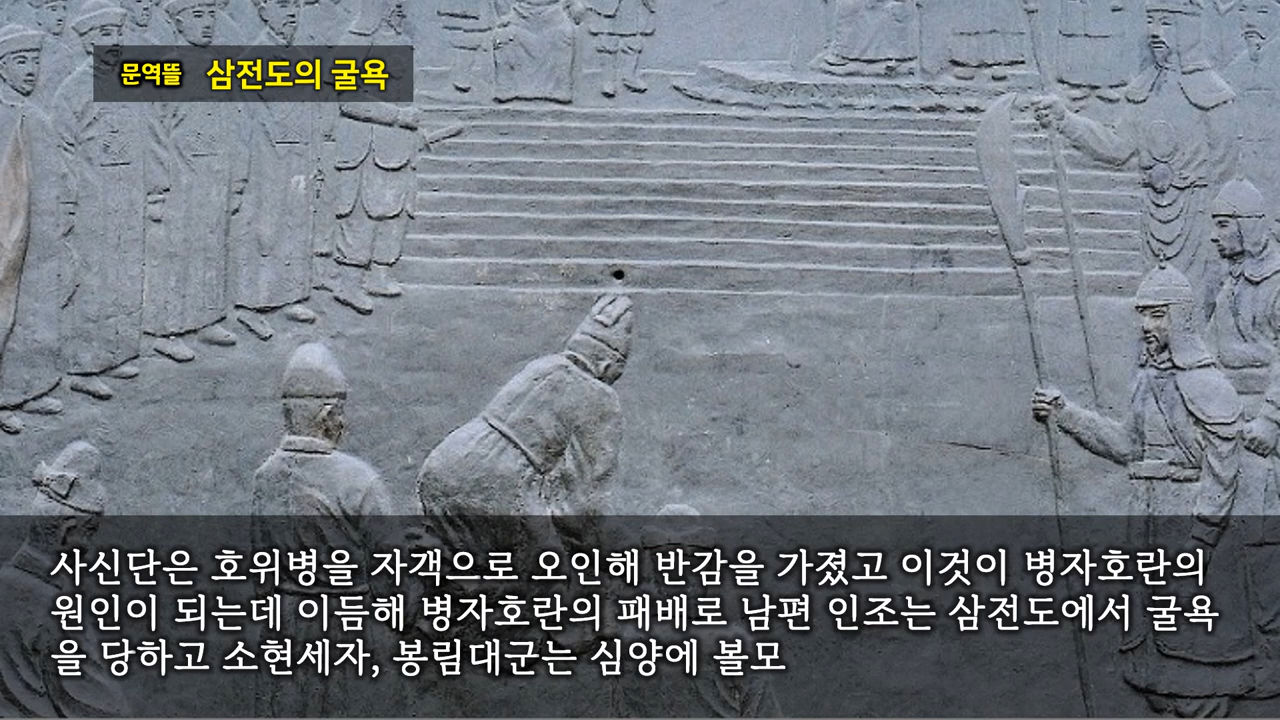 문역뜰 삼전도의 굴욕
사신단은 호위병을 자객으로 오인해 반감을 가졌고 이것이 병자호란의
원인이 되는데 이듬해 병자호란의 패배로 남편 인조는 삼전도에서 굴욕
을 당하고 소현세자, 봉림대군는 심양에 볼모